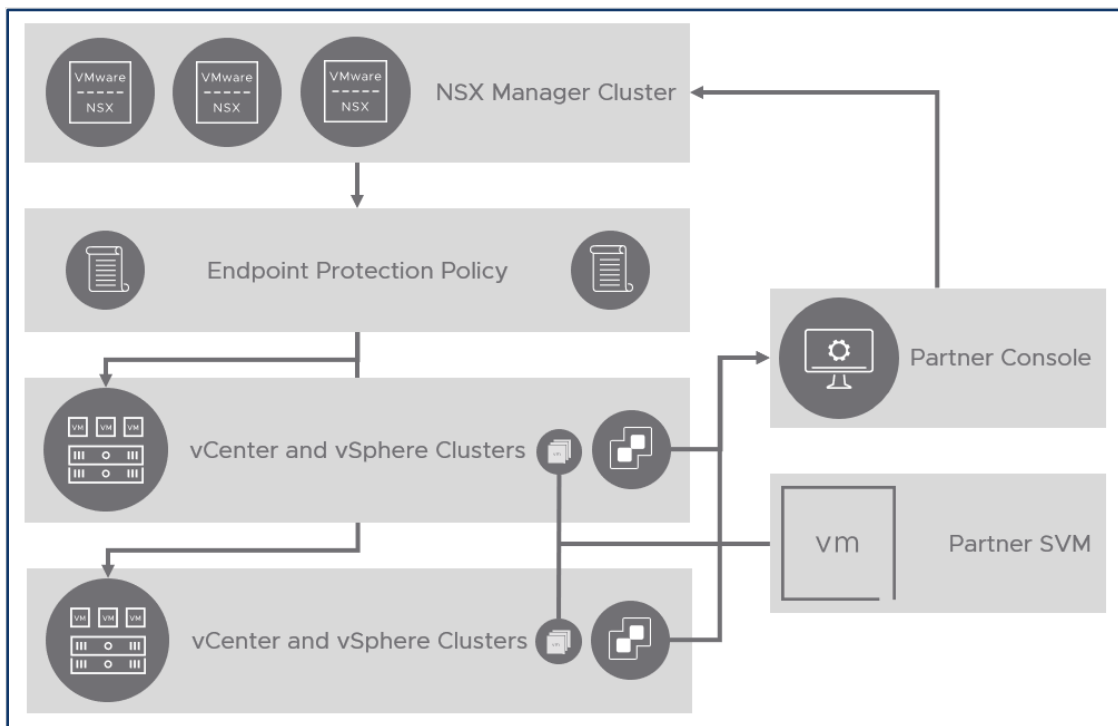 VMware
NSX
VMware
NSX
VMware
NSX
NSX Manager Cluster
Endpoint Protection Policy
Partner Console
VM VM VM
vCenter and vSphere Clusters
vm
Partner SVM
VM VM VM
vCenter and vSphere Clusters